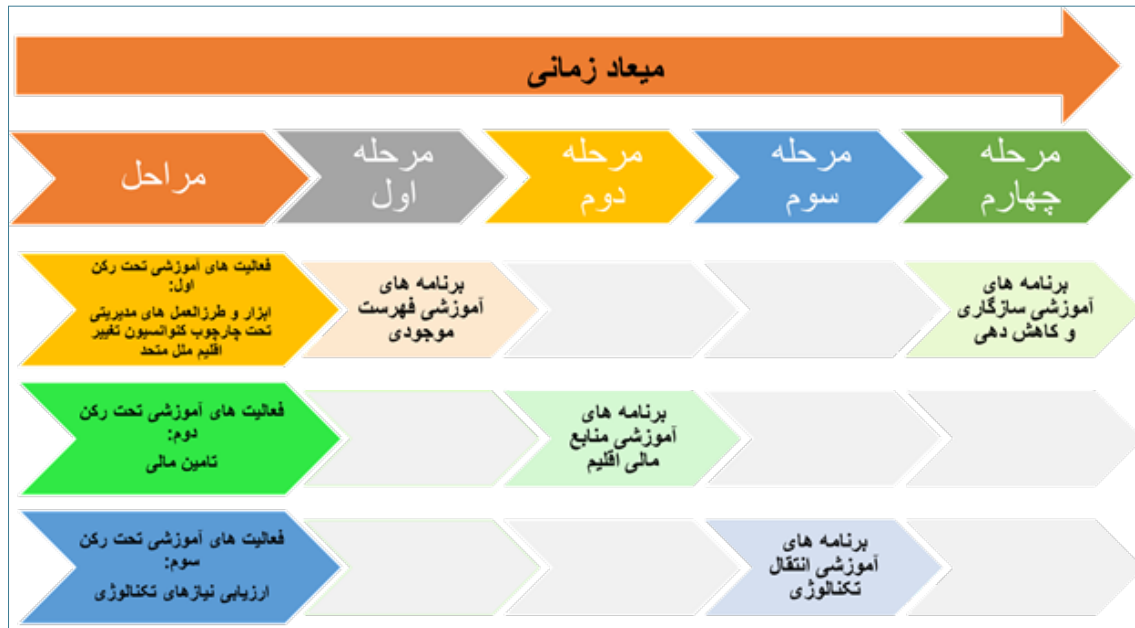 میعاد زمانی
مراحل
مرحله
اول
مرحله
دوم
مرحله
سوم
مرحله
چهارم
فعالیت های آموزشی تحت رکن
اول:
ابزار و طرزالعمل های مدیریتی
تحت چارچوب کنوانسیون تغییر
اقلیم ملل متحد
برنامه های
آموزشی فهرست
موجودی
برنامه های
آموزشی سازگاری
و کاهش دهی
فعالیت های آموزشی تحت رکن
دوم:
تامین مالی
برنامه های
آموزشی منابع
مالی اقلیم
فعالیت های آموزشی تحت رکن
سوم:
ارزیابی نیازهای تکنالوژی
برنامه های
آموزشی انتقال
تکنالوژی